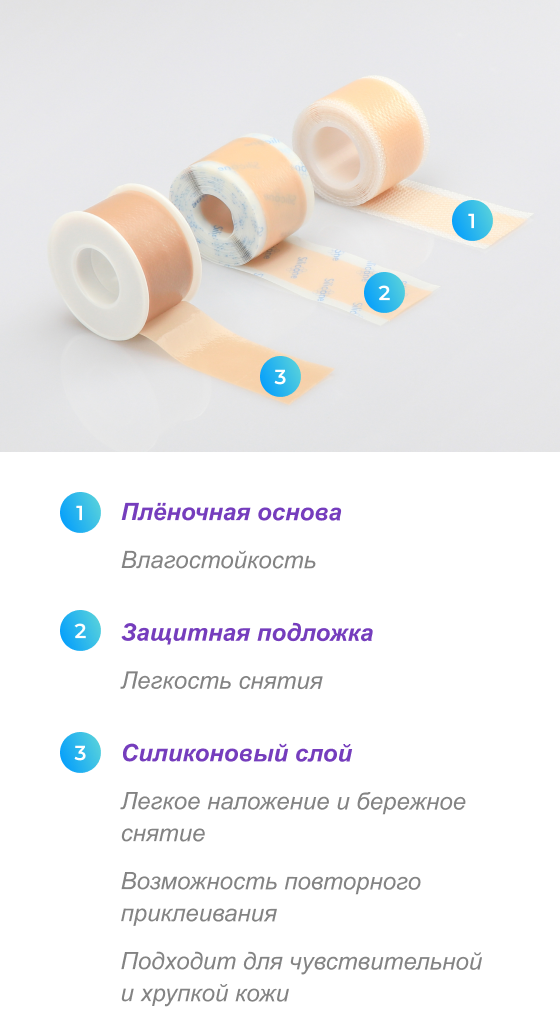 1
2
3
1 Плёночная основа
Влагостойкость
2 Защитная подложка
Легкость снятия
3 Силиконовый слой
Легкое наложение и бережное
снятие
Возможность повторного
приклеивания
Подходит для чувствительной
и хрупкой кожи